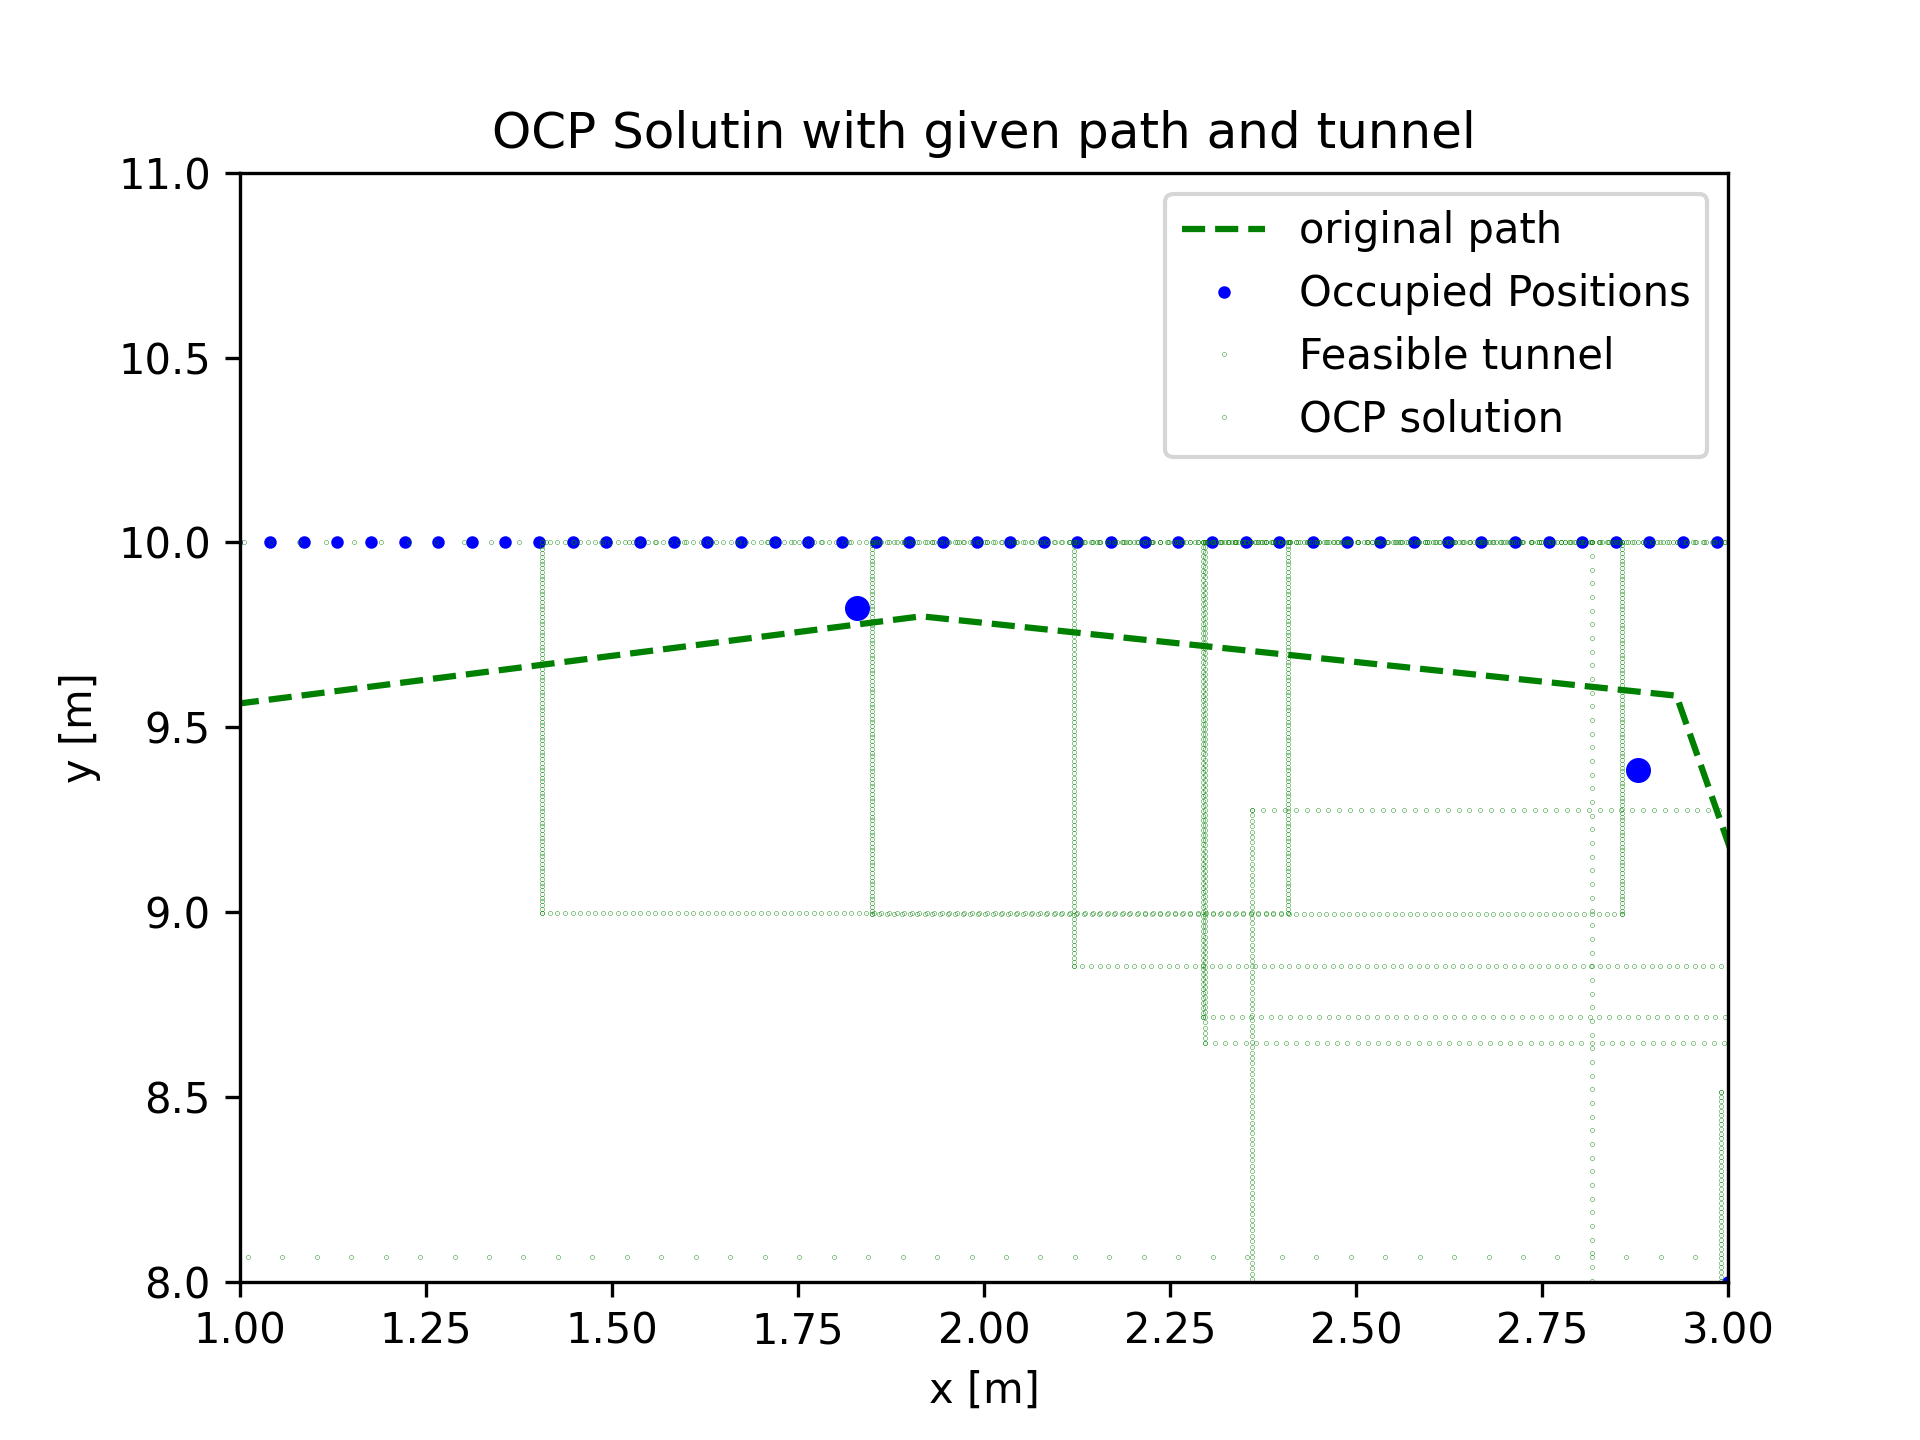 OCP Solutin with given path and tunnel
11.0
10.5
10.0
9.5
9.0
8.5
8.0
y [m]
original path
Occupied Positions
Feasible tunnel
OCP solution
1.00 1.25 1.50 1.75 2.00 2.25 2.50 2.75 3.00
x [m]